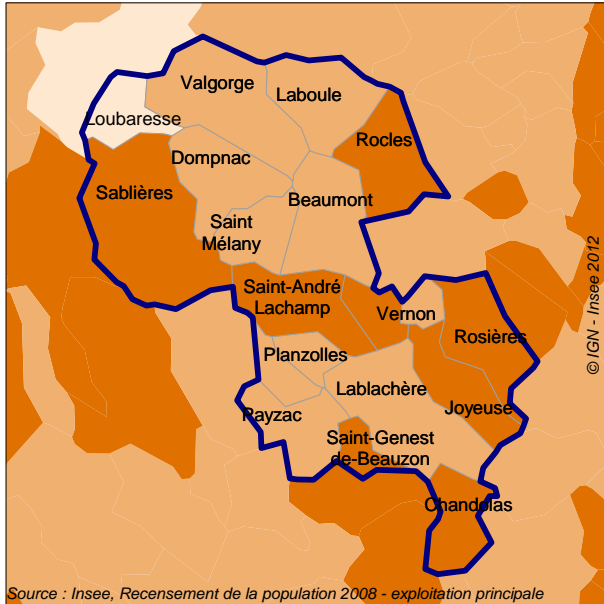 Valgorge
Laboule
Loubaresse
Rocles
Dompnac
Sablières
Beaumont
Saint
Mélany
Saint-André
Lachamp
Vernon
Rosières
Planzolles
Lablachère
Payzac
Joyeuse
Saint-Genest
de-Beauzon
Chandolas
© IGN - Insee 2012
Source : Insee, Recensement de la population 2008 - exploitation principale